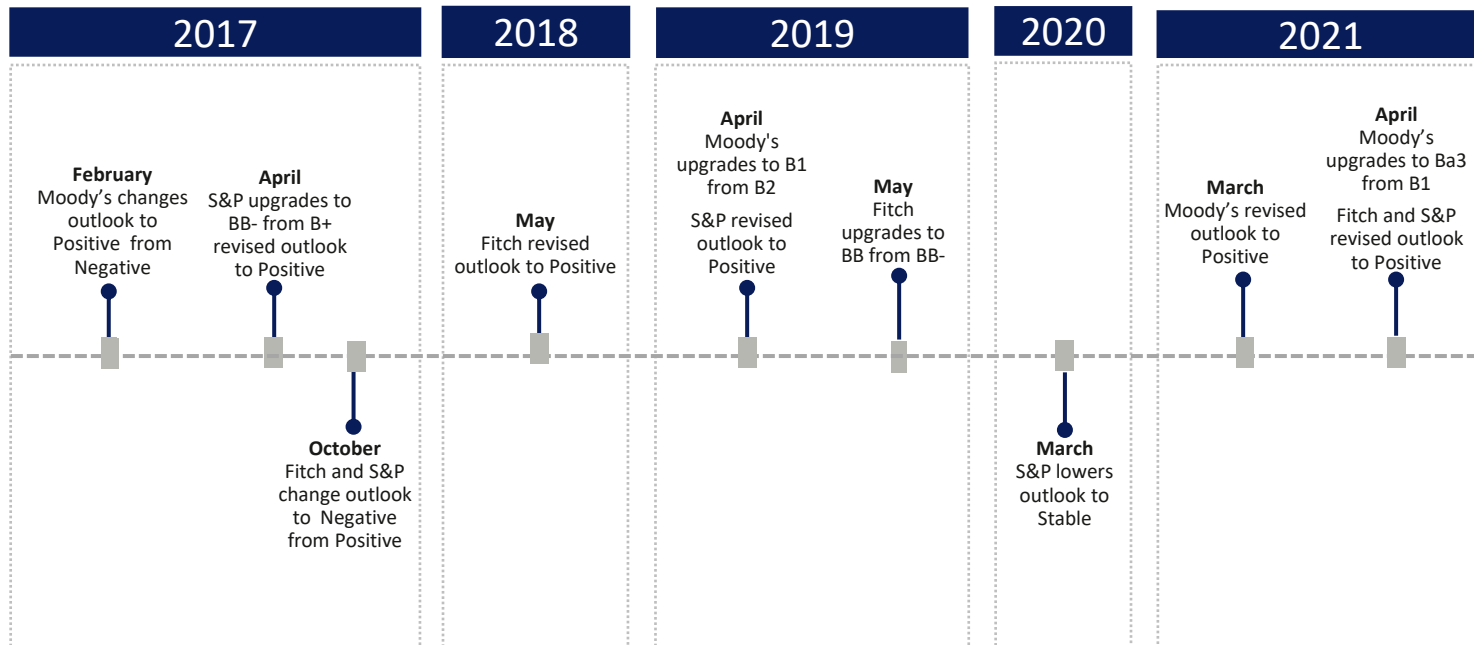 2017
February
Moody’s changes
outlook to
Positive from
Negative
April
S&P upgrades to
BB- from B+
revised outlook
to Positive
October
Fitch and S&P
change outlook
to Negative
from Positive
2018
May
Fitch revised
outlook to Positive
2019
April
Moody's
upgrades to B1
from B2
S&P revised
outlook to
Positive
May
Fitch
upgrades to
BB from BB-
2020
March
S&P lowers
outlook to
Stable
2021
March
Moody’s revised
outlook to
Positive
April
Moody’s
upgrades to Ba3
from B1
Fitch and S&P
revised outlook
to Positive